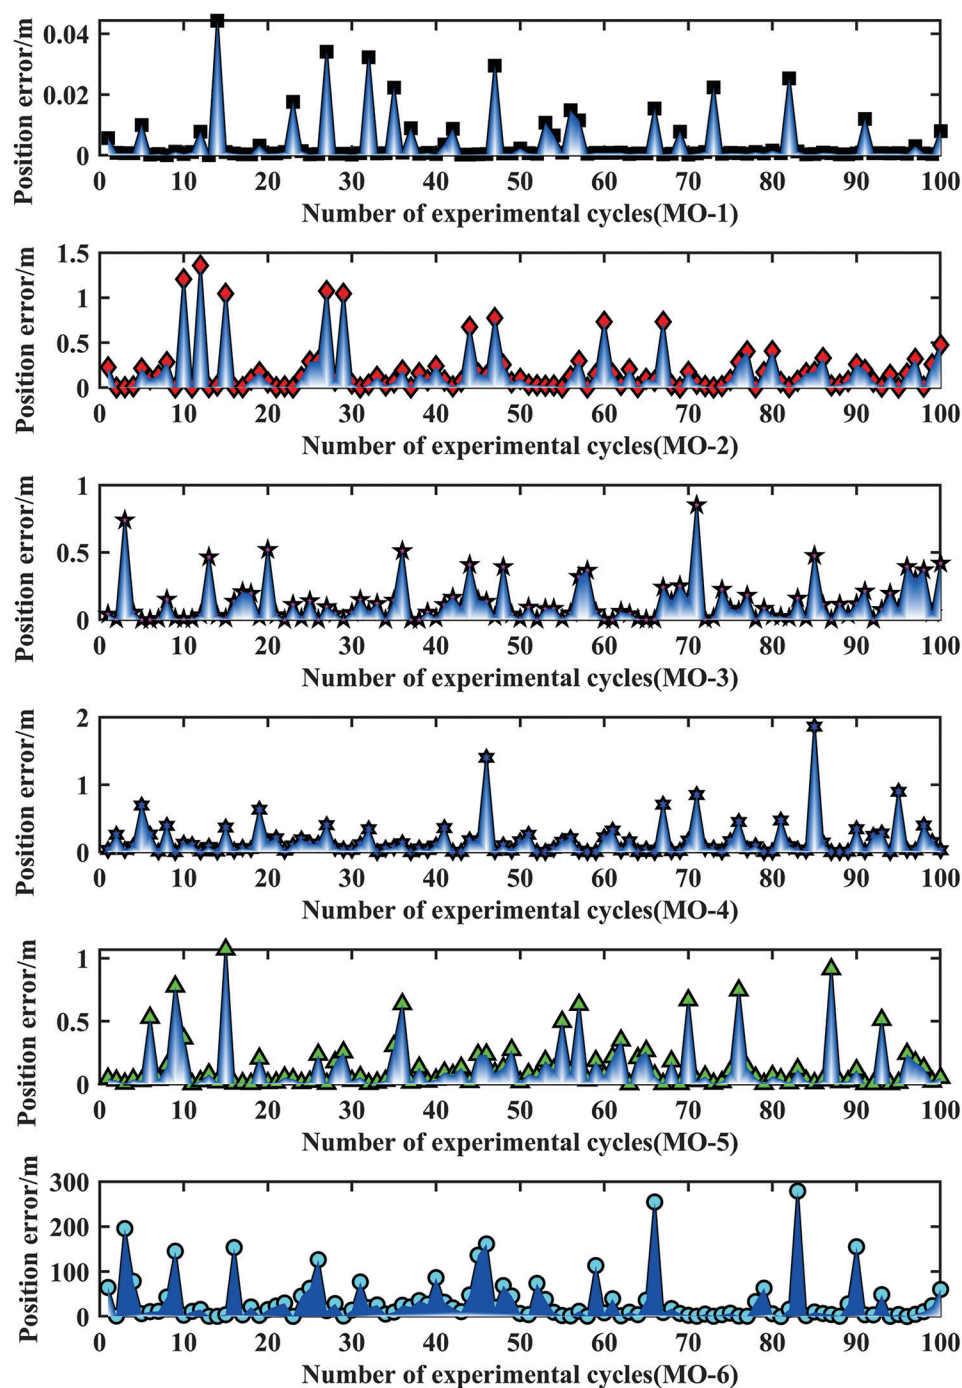 Position error/m
0.04
0.02
0
0 10 20 30 40 50 60 70 80 90 100
Number of experimental cycles(MO-1)
Position error/m
1.5
1
0.5
0
0 10 20 30 40 50 60 70 80 90 100
Number of experimental cycles(MO-2)
Position error/m
1
0.5
0
0 10 20 30 40 50 60 70 80 90 100
Number of experimental cycles(MO-3)
Position error/m
2
1
0
0 10 20 30 40 50 60 70 80 90 100
Number of experimental cycles(MO-4)
Position error/m
1
0.5
0
0 10 20 30 40 50 60 70 80 90 100
Number of experimental cycles(MO-5)
Position error/m
300
200
100
0
0 10 20 30 40 50 60 70 80 90 100
Number of experimental cycles(MO-6)